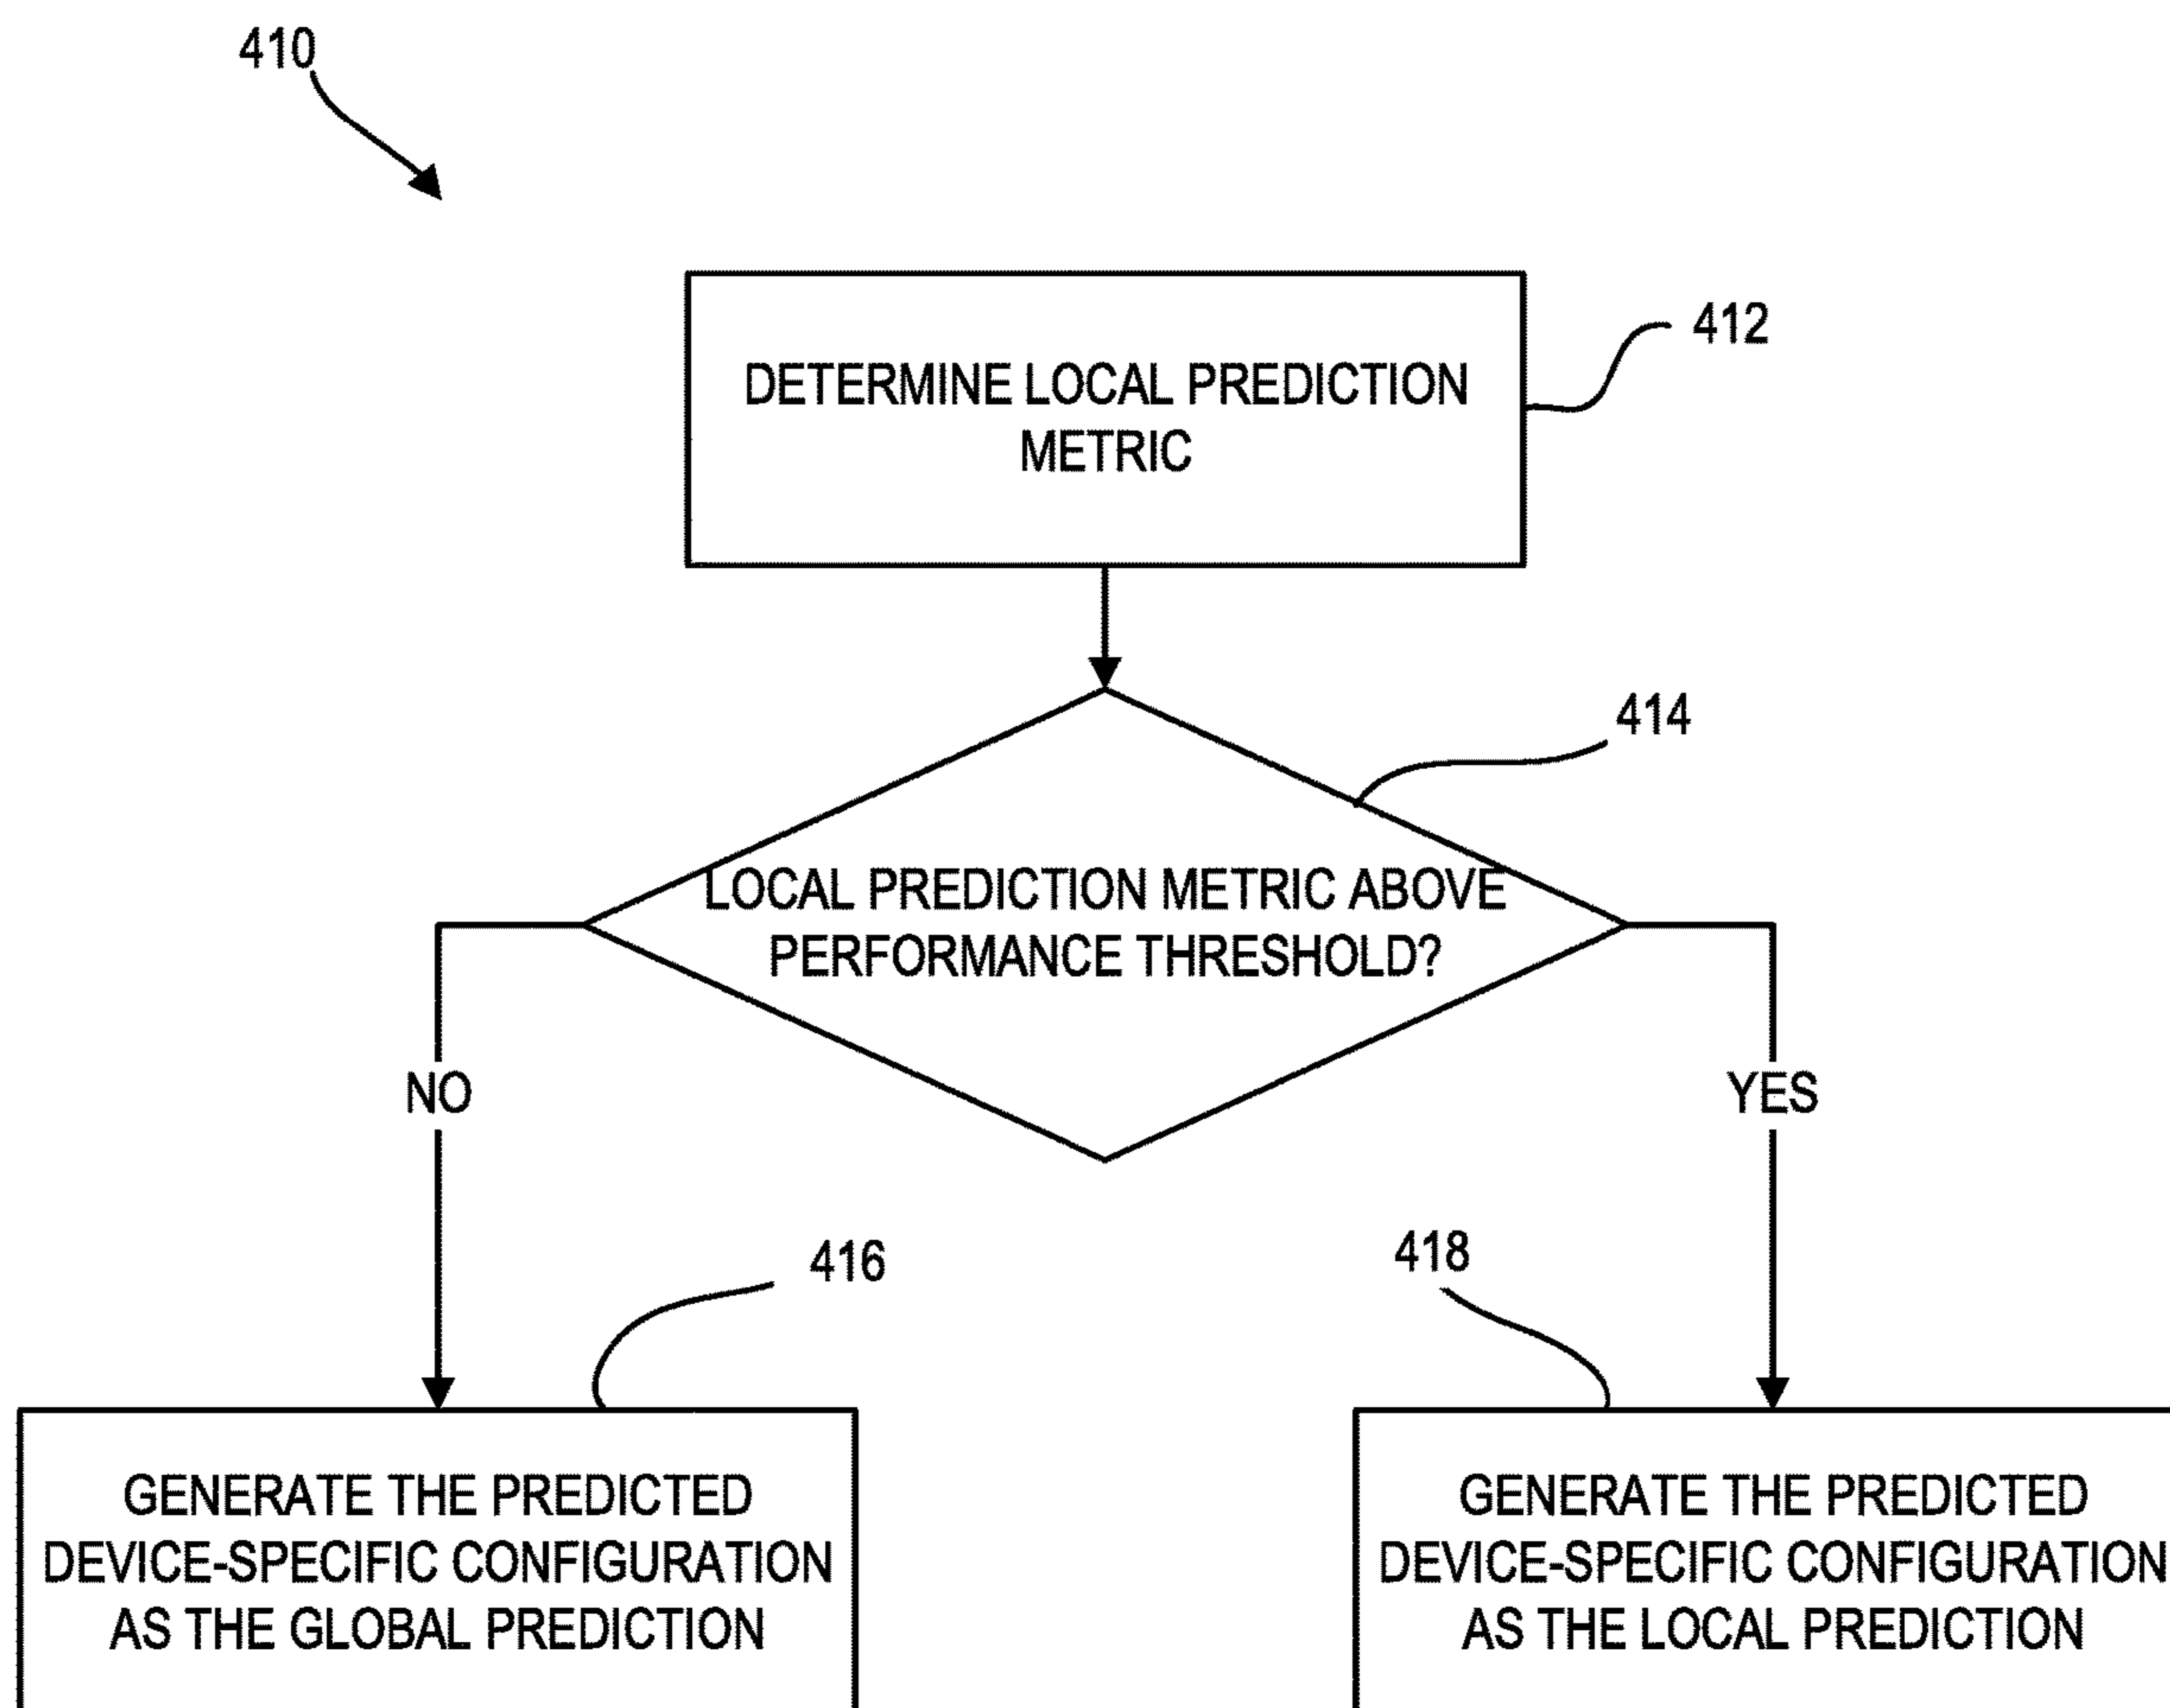 410
DETERMINE LOCAL PREDICTION
METRIC
412
414
LOCAL PREDICTION METRIC ABOVE
PERFORMANCE THRESHOLD?
NO
YES
416
418
GENERATE THE PREDICTED
DEVICE-SPECIFIC CONFIGURATION
AS THE GLOBAL PREDICTION
GENERATE THE PREDICTED
DEVICE-SPECIFIC CONFIGURATION
AS THE LOCAL PREDICTION